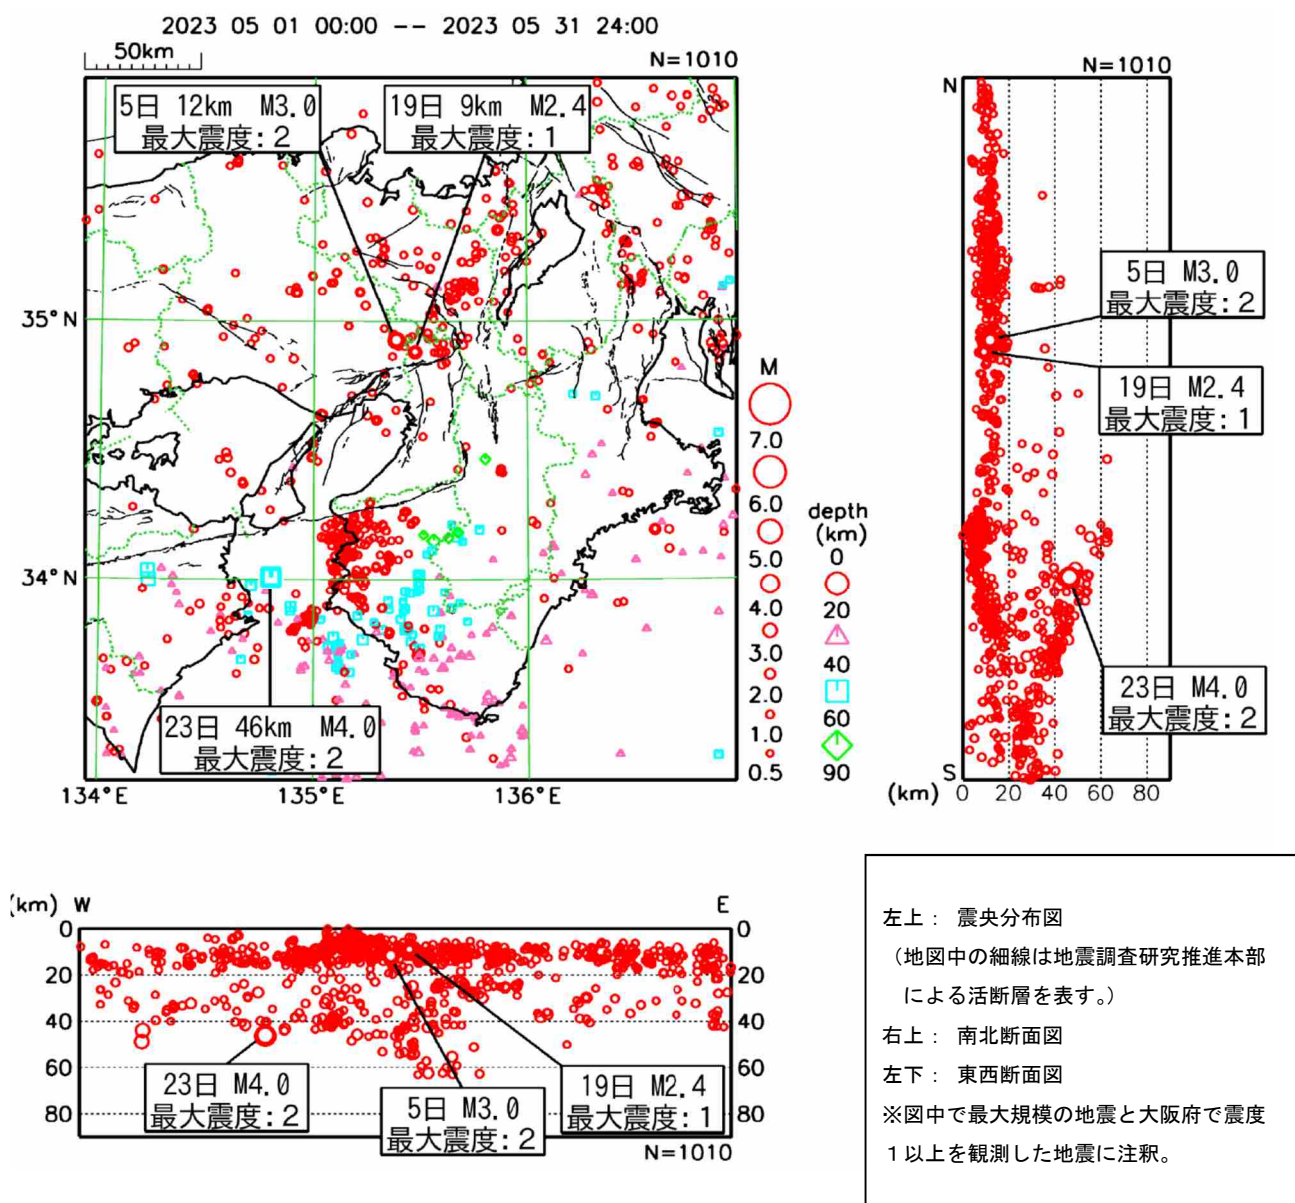 2023 05 01 00:00 -- 2023 05 31 24:00
50km
N=1010
5日 12km M3.0
最大震度:2
19日 9km M2.4
最大震度:1
35°N
34°N
23日 46km M4.0
最大震度:2
134°E
135°E
136°E
M
7.0
6.0
5.0
4.0
3.0
2.0
1.0
0.5
depth
(km)
0
20
40
60
90
N=1010
N
5日 M3.0
最大震度:2
19日 M2.4
最大震度:1
23日 M4.0
最大震度:2
S
(km) 0 20 40 60 80
(km) W
E
0
20
40
60
80
0
20
40
60
80
23日 M4.0
最大震度:2
5日 M3.0
最大震度:2
19日 M2.4
最大震度:1
N=1010
左上： 震央分布図
（地図中の細線は地震調査研究推進本部
による活断層を表す。）
右上： 南北断面図
左下： 東西断面図
※図中で最大規模の地震と大阪府で震度
１以上を観測した地震に注釈。